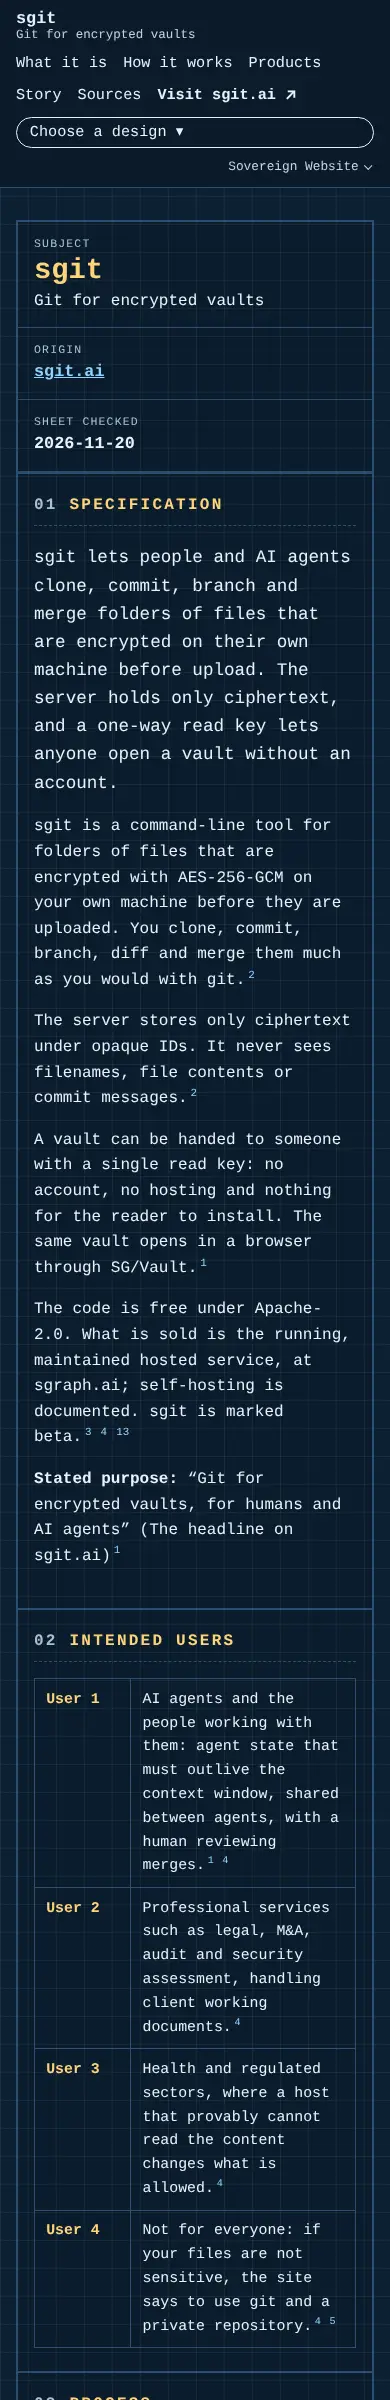 sgit
Git for encrypted vaults
What it is How it works Products
Story Sources Visit sgit.ai ↗
Choose a design ▼
Sovereign Website
SUBJECT
sgit
Git for encrypted vaults
ORIGIN
sgit.ai
SHEET CHECKED
2026-11-20
01 SPECIFICATION
sgit lets people and AI agents
clone, commit, branch and
merge folders of files that
are encrypted on their own
machine before upload. The
server holds only ciphertext,
and a one-way read key lets
anyone open a vault without an
account.
sgit is a command-line tool for
folders of files that are
encrypted with AES-256-GCM on
your own machine before they are
uploaded. You clone, commit,
branch, diff and merge them much
as you would with git. 2
The server stores only ciphertext
under opaque IDs. It never sees
filenames, file contents or
commit messages. 2
A vault can be handed to someone
with a single read key: no
account, no hosting and nothing
for the reader to install. The
same vault opens in a browser
through SG/Vault. 1
The code is free under Apache-
2.0. What is sold is the running,
maintained hosted service, at
sgraph.ai; self-hosting is
documented. sgit is marked
beta. 3 4 13
Stated purpose: “Git for
encrypted vaults, for humans and
AI agents” (The headline on
sgit.ai) 1
02 INTENDED USERS
User 1 AI agents and the
people working with
them: agent state that
must outlive the
context window, shared
between agents, with a
human reviewing
merges. 1 4
User 2 Professional services
such as legal, M&A,
audit and security
assessment, handling
client working
documents. 4
User 3 Health and regulated
sectors, where a host
that provably cannot
read the content
changes what is
allowed. 4
User 4 Not for everyone: if
your files are not
sensitive, the site
says to use git and a
private repository. 4 5